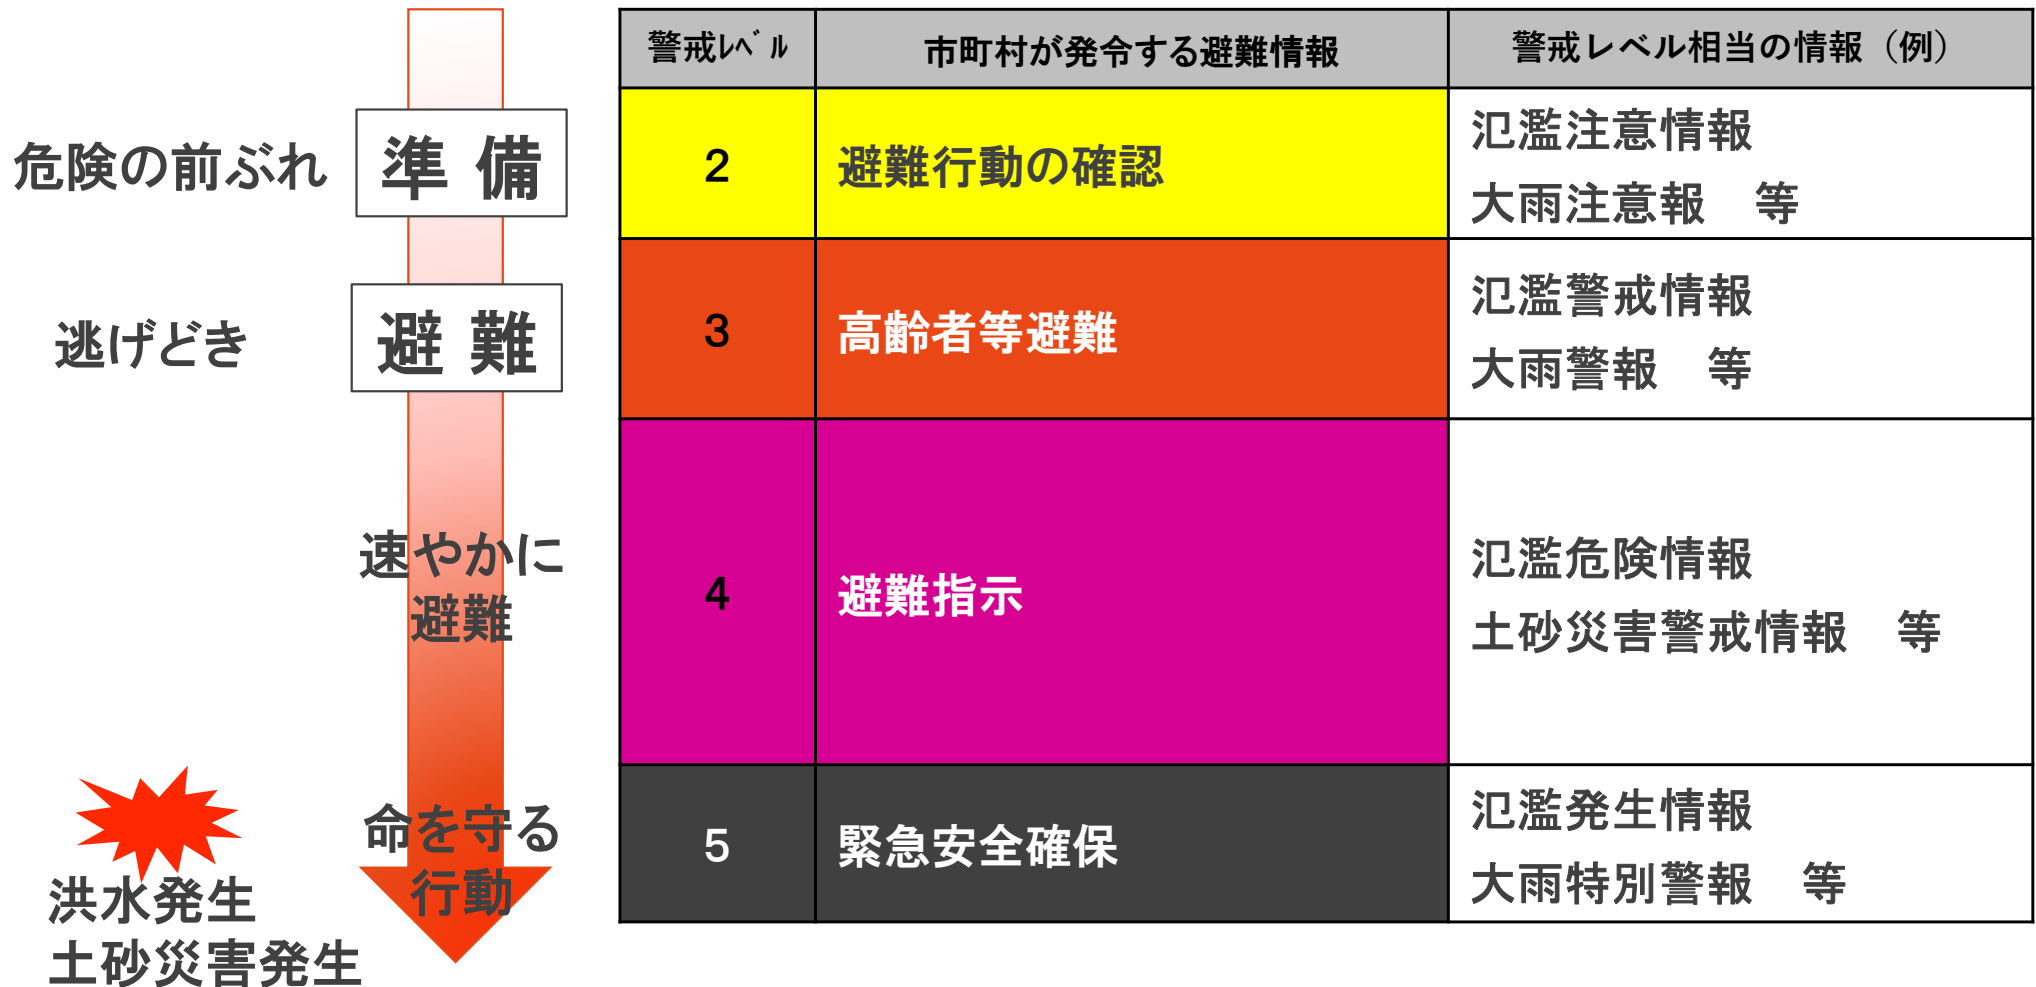 警戒ﾚﾍﾞﾙ
市町村が発令する避難情報
警戒レベル相当の情報（例）
危険の前ぶれ
準 備
2
避難行動の確認
氾濫注意情報
大雨注意報　等
逃げどき
避 難
3
高齢者等避難
氾濫警戒情報
大雨警報　等
速やかに
避難
4
避難指示
氾濫危険情報
土砂災害警戒情報　等
命を守る
行動
5
緊急安全確保
氾濫発生情報
大雨特別警報　等
洪水発生
土砂災害発生